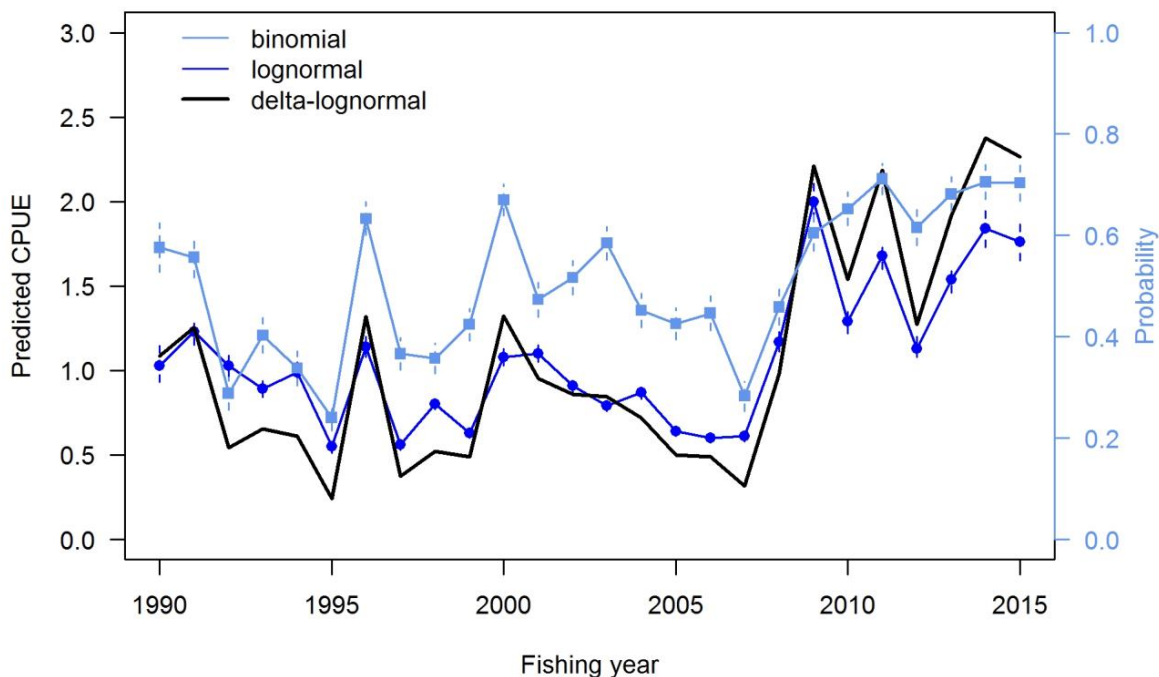 binomial
lognormal
delta-lognormal
Predicted CPUE
3.0
2.5
2.0
1.5
1.0
0.5
0.0
1.0
0.8
0.6
0.4
0.2
0.0
Probability
1990 1995 2000 2005 2010 2015
Fishing year